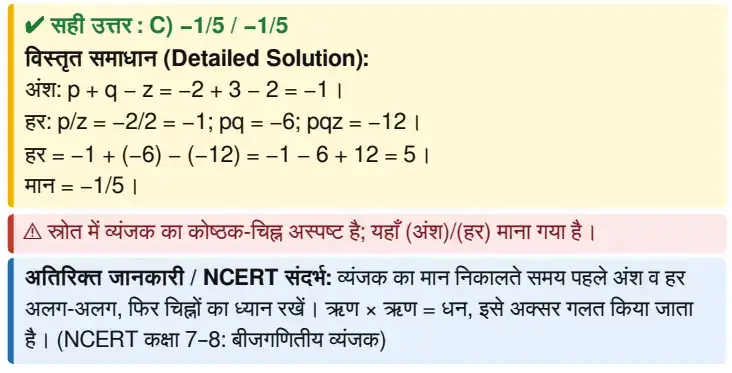 ✔ सही उत्तर : C) −1/5 / −1/5
विस्तृत समाधान (Detailed Solution):
अंश: p + q − z = −2 + 3 − 2 = −1।
हर: p/z = −2/2 = −1; pq = −6; pqz = −12।
हर = −1 + (−6) − (−12) = −1 − 6 + 12 = 5।
मान = −1/5।
⚠ स्रोत में व्यंजक का कोष्ठक-चिह्न अस्पष्ट है; यहाँ (अंश)/(हर) माना गया है।
अतिरिक्त जानकारी / NCERT संदर्भ: व्यंजक का मान निकालते समय पहले अंश व हर
अलग-अलग, फिर चिह्नों का ध्यान रखें। ऋण × ऋण = धन, इसे अक्सर गलत किया जाता
है। (NCERT कक्षा 7–8: बीजगणितीय व्यंजक)